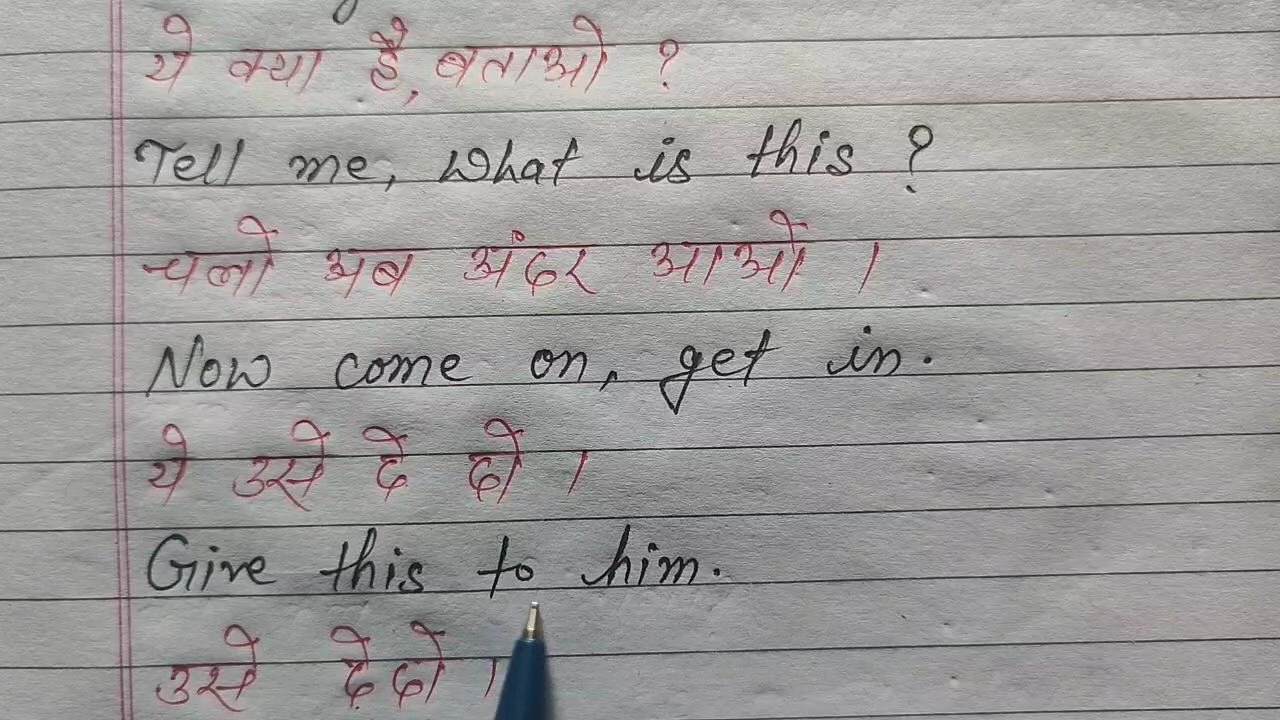 ये क्या है, बताओ ?
Tell me, What is this ?
चलो अब अंदर आओ ।
Now come on, get in.
ये उसे दे दो ।
Give this to him.
उसे दे दो ।